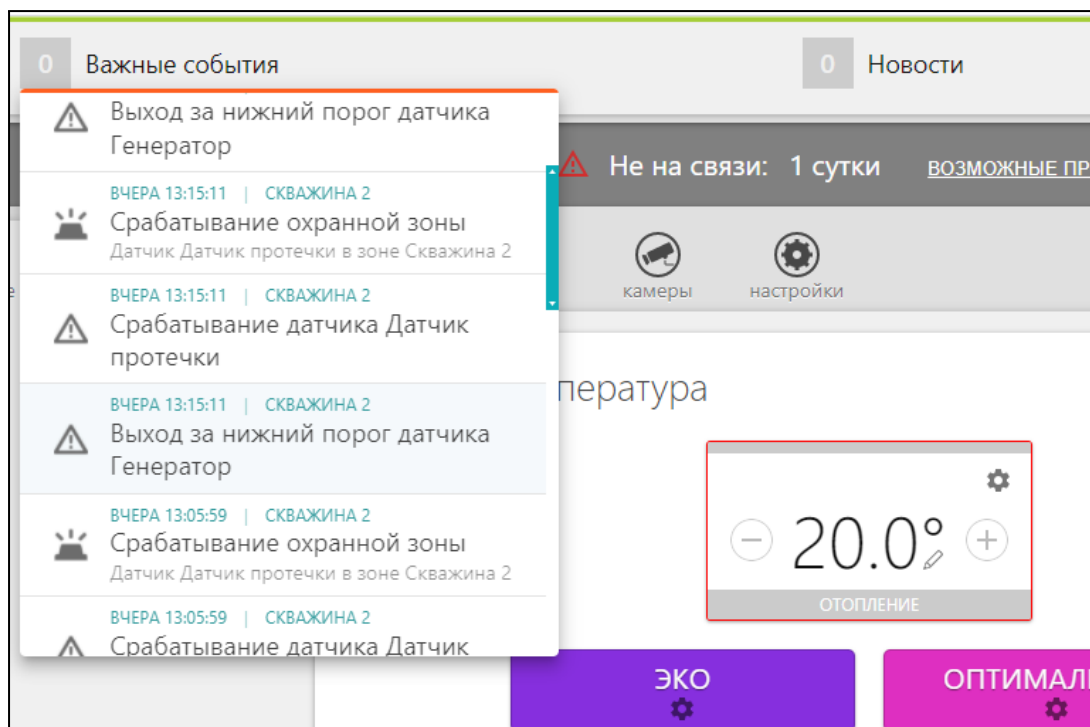 0 Важные события
0 Новости
Выход за нижний порог датчика
Генератор
ВЧЕРА 13:15:11 | СКВАЖИНА 2
Срабатывание охранной зоны
Датчик Датчик протечки в зоне Скважина 2
ВЧЕРА 13:15:11 | СКВАЖИНА 2
Срабатывание датчика Датчик
протечки
ВЧЕРА 13:15:11 | СКВАЖИНА 2
Выход за нижний порог датчика
Генератор
ВЧЕРА 13:05:59 | СКВАЖИНА 2
Срабатывание охранной зоны
Датчик Датчик протечки в зоне Скважина 2
ВЧЕРА 13:05:59 | СКВАЖИНА 2
Срабатывание датчика Датчик
Не на связи: 1 сутки ВОЗМОЖНЫЕ ПР
камеры настройки
пература
20.0°
ОТОПЛЕНИЕ
ЭКО
ОПТИМАЛ